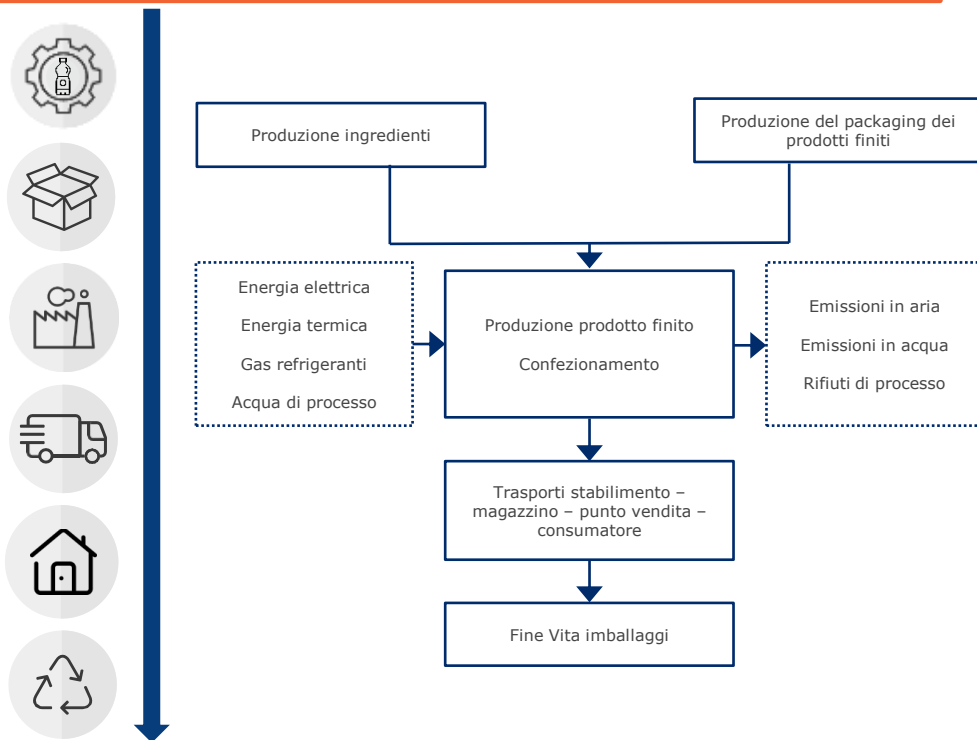 Produzione ingredienti
Produzione del packaging dei
prodotti finiti
Energia elettrica
Energia termica
Gas refrigeranti
Acqua di processo
Produzione prodotto finito
Confezionamento
Emissioni in aria
Emissioni in acqua
Rifiuti di processo
Trasporti stabilimento –
magazzino – punto vendita –
consumatore
Fine Vita imballaggi